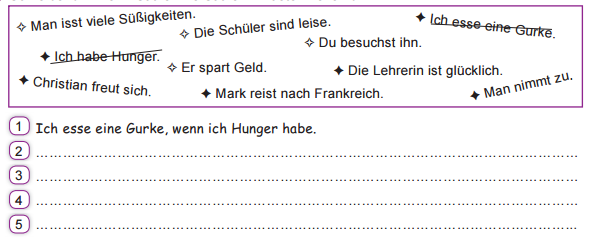 ✧ Man isst viele Süßigkeiten.
✧ Die Schüler sind leise.
✦ Ich esse eine Gurke.
✧ Du besuchst ihn.
✦ Ich habe Hunger.
✧ Er spart Geld.
✦ Die Lehrerin ist glücklich.
✦ Christian freut sich.
✦ Mark reist nach Frankreich.
✦ Man nimmt zu.
1 Ich esse eine Gurke, wenn ich Hunger habe.
2 ........................................................................
3 ........................................................................
4 ........................................................................
5 ........................................................................